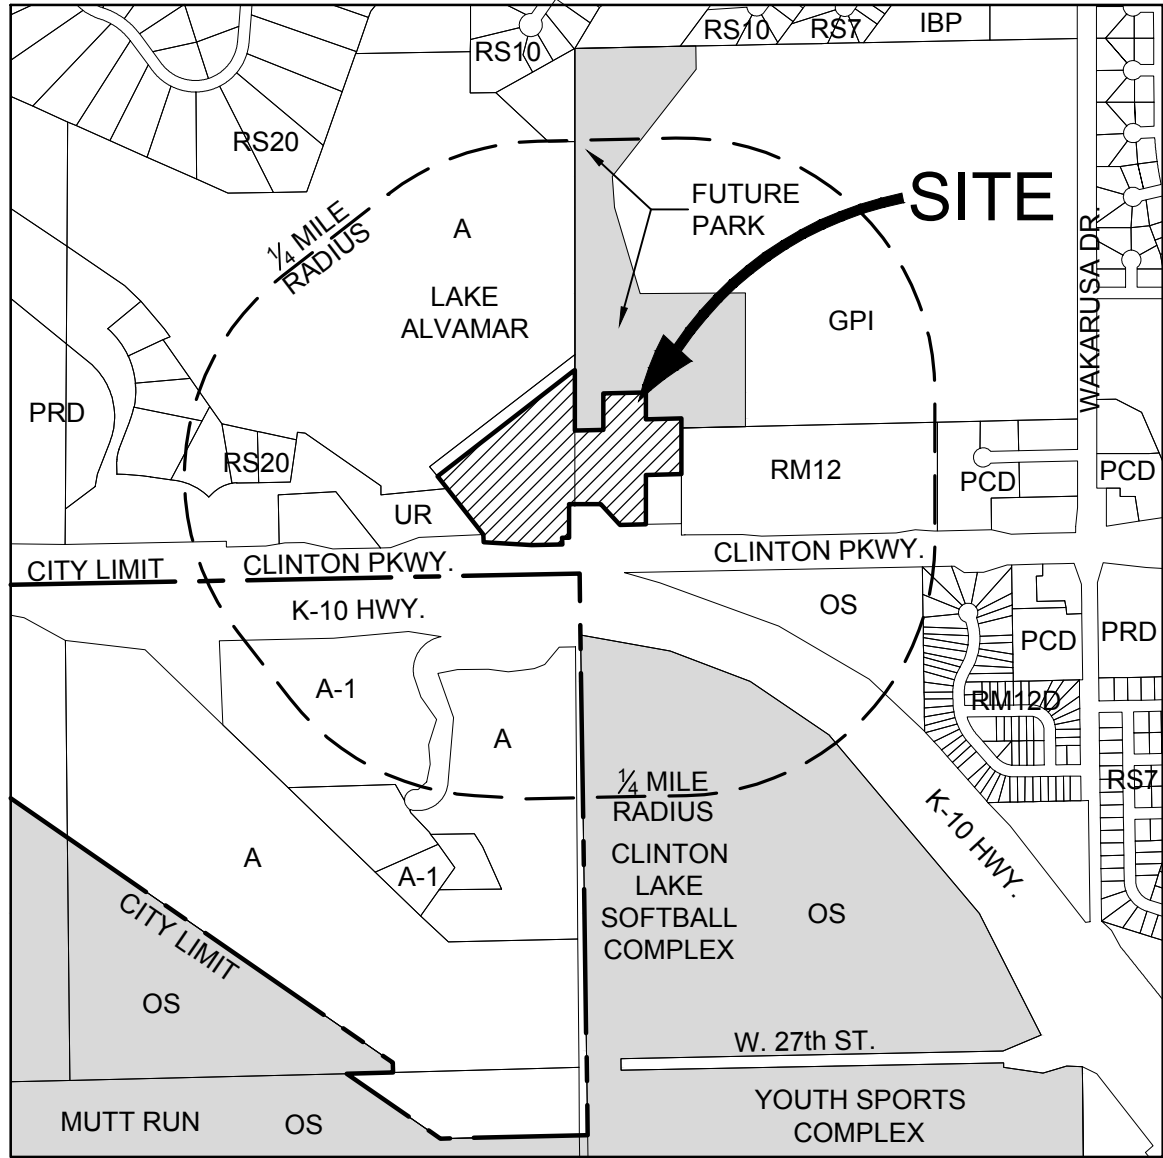 RS10
RS10
RS7
IBP
RS20
FUTURE
PARK
SITE
¼ MILE
RADIUS
A
LAKE
ALVAMAR
GPI
WAKARUSA DR.
PRD
RS20
RM12
PCD
PCD
UR
CITY LIMIT
CLINTON PKWY.
CLINTON PKWY.
K-10 HWY.
OS
PCD
PRD
A-1
RM12D
A
¼ MILE
RADIUS
RS7
K-10 HWY.
CLINTON
LAKE
SOFTBALL
COMPLEX
A
A-1
OS
CITY LIMIT
OS
W. 27th ST.
MUTT RUN
OS
YOUTH SPORTS
COMPLEX